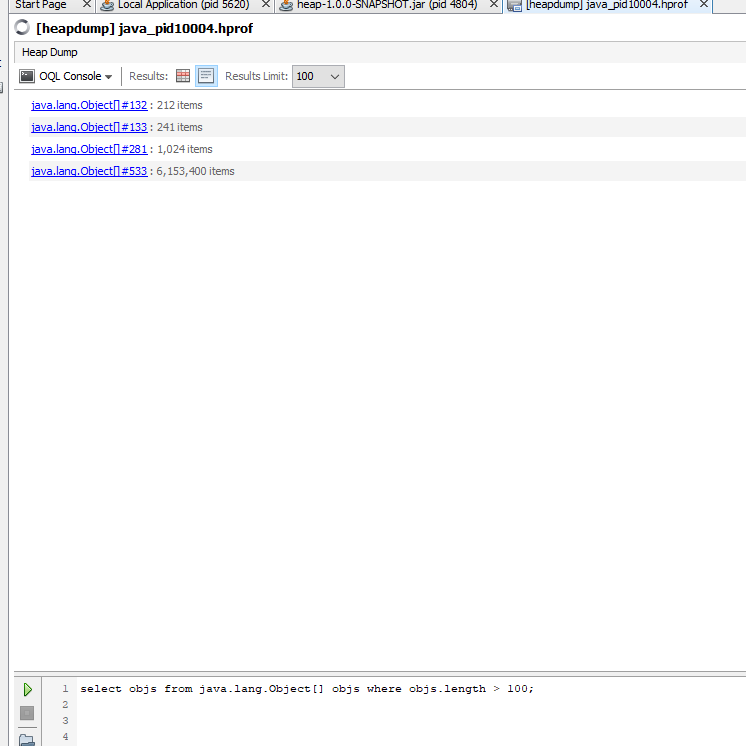 Start Page Local Application (pid 5620) heap-1.0.0-SNAPSHOT.jar (pid 4804) [heapdump] java_pid10004.hprof
[heapdump] java_pid10004.hprof
Heap Dump
OQL Console Results: Results Limit: 100
java.lang.Object[]#132 : 212 items
java.lang.Object[]#133 : 241 items
java.lang.Object[]#281 : 1,024 items
java.lang.Object[]#533 : 6,153,400 items
1 select objs from java.lang.Object[] objs where objs.length > 100;
2
3
4